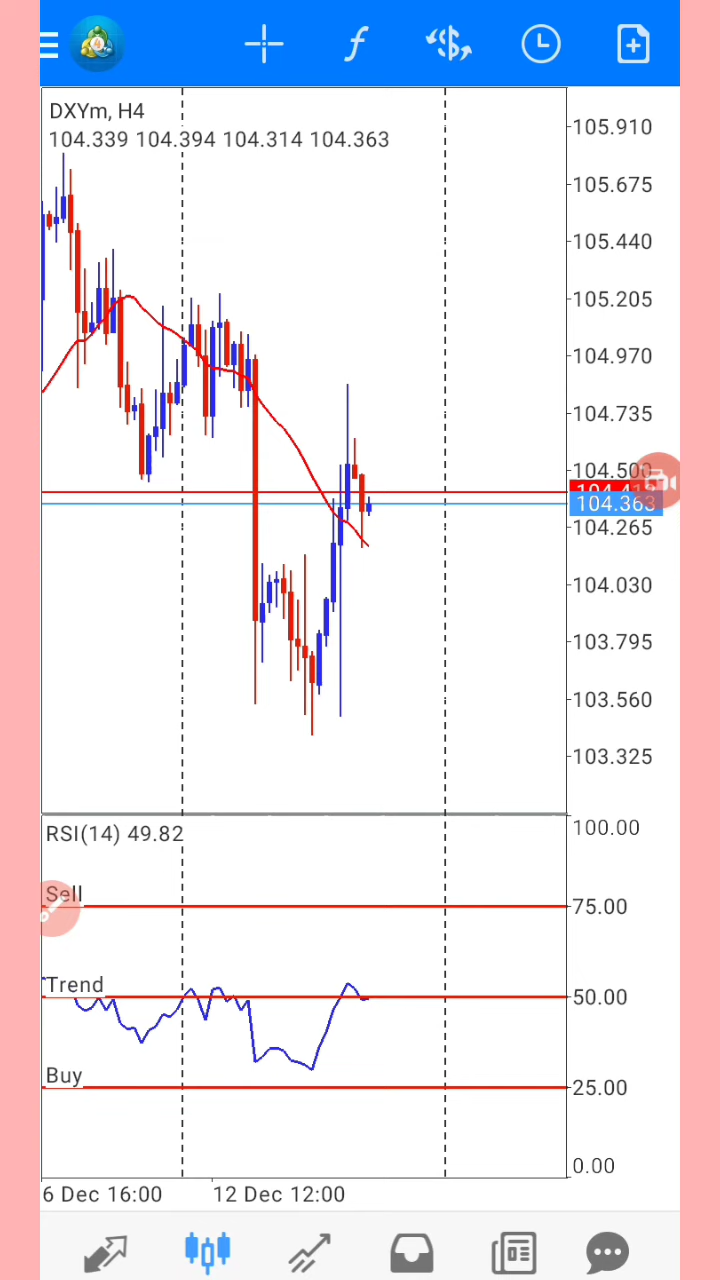 DXYm, H4
104.339 104.394 104.314 104.363
105.910
105.675
105.440
105.205
104.970
104.735
104.500
104.363
104.265
104.030
103.795
103.560
103.325
RSI(14) 49.82
100.00
Sell
75.00
Trend
50.00
Buy
25.00
0.00
6 Dec 16:00
12 Dec 12:00